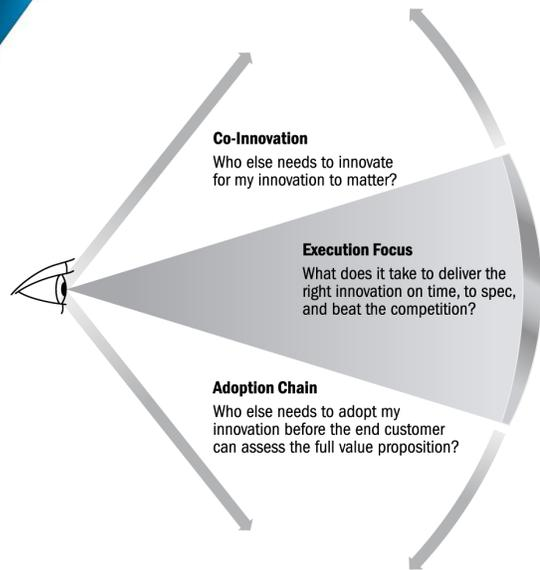 Co-Innovation
Who else needs to innovate
for my innovation to matter?
Execution Focus
What does it take to deliver the
right innovation on time, to spec,
and beat the competition?
Adoption Chain
Who else needs to adopt my
innovation before the end customer
can assess the full value proposition?